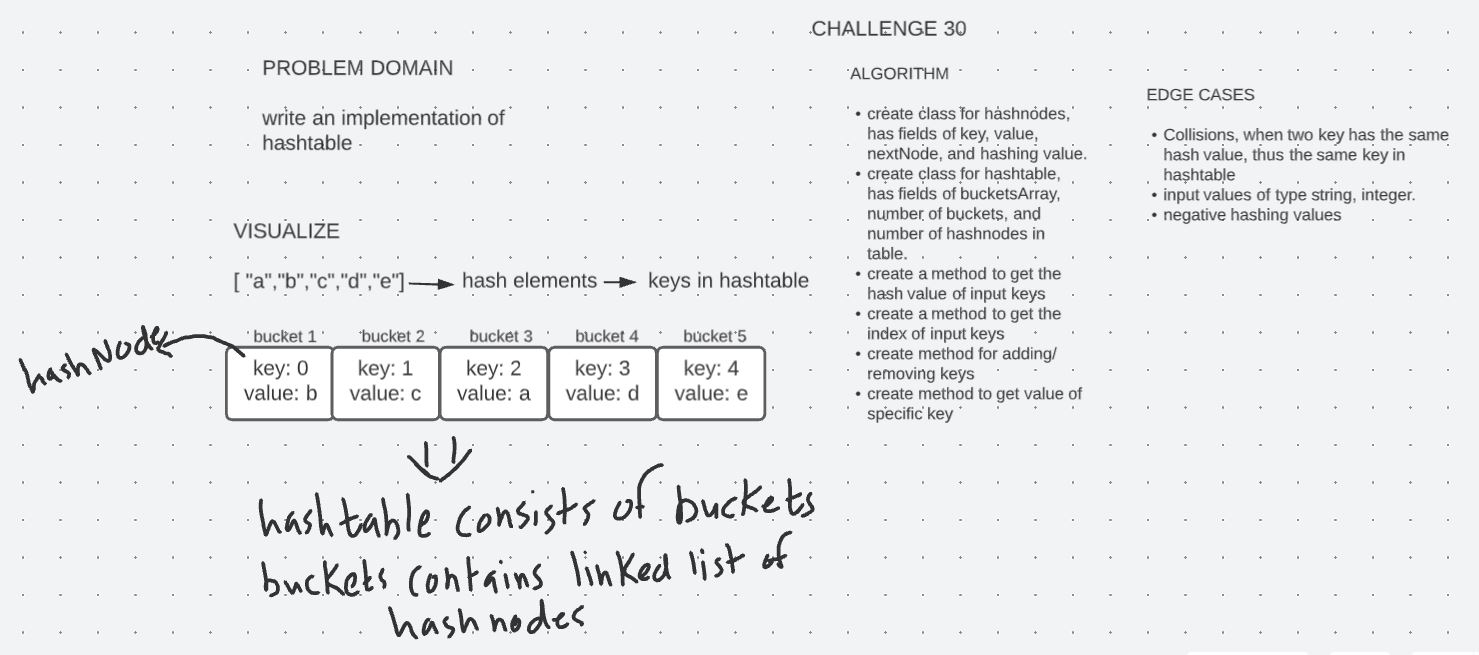 CHALLENGE 30
PROBLEM DOMAIN
write an implementation of
hashtable
VISUALIZE
[ "a","b","c","d","e"] hash elements keys in hashtable
hashNode
bucket 1 bucket 2 bucket 3 bucket 4 bucket 5
key: 0 key: 1 key: 2 key: 3 key: 4
value: b value: c value: a value: d value: e
hashtable consists of buckets
buckets contains linked list of
hashnodes
ALGORITHM
• create class for hashnodes,
has fields of key, value,
nextNode, and hashing value.
• create class for hashtable,
has fields of bucketsArray,
number of buckets, and
number of hashnodes in
table.
• create a method to get the
hash value of input keys
• create a method to get the
index of input keys
• create method for adding/
removing keys
• create method to get value of
specific key
EDGE CASES
• Collisions, when two key has the same
hash value, thus the same key in
hashtable
• input values of type string, integer.
• negative hashing values